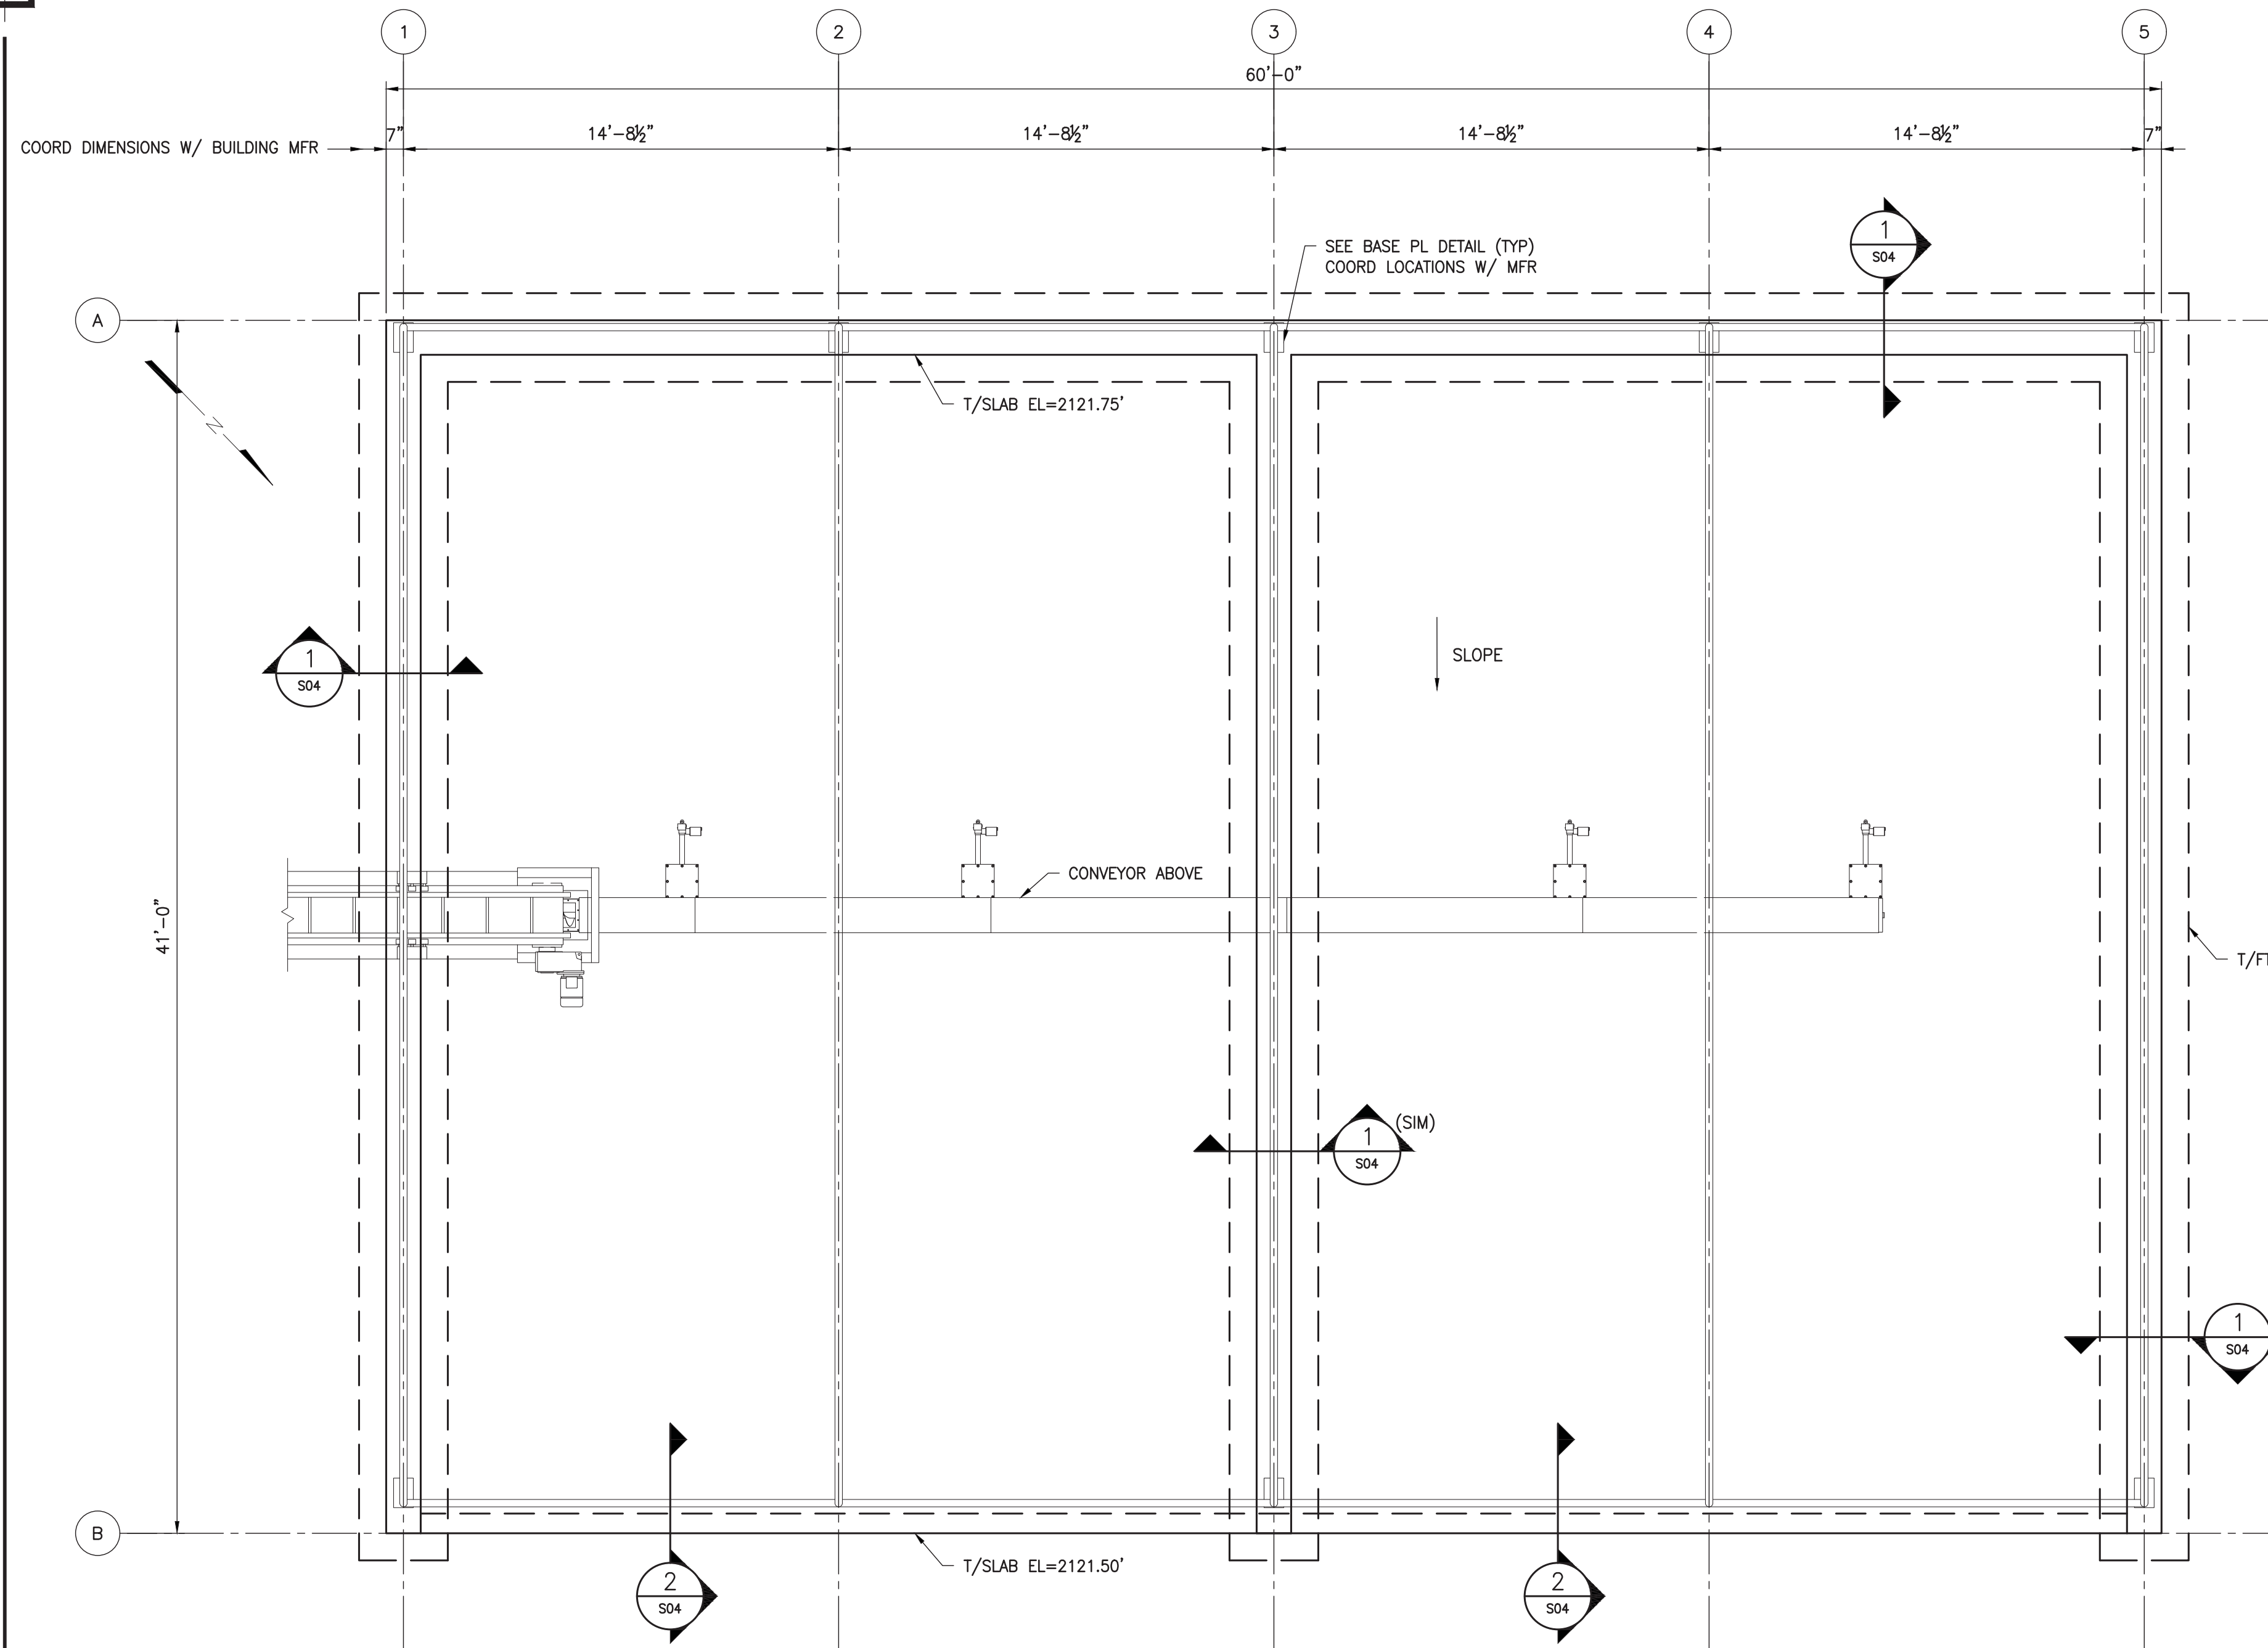 1
2
3
4
5
60'-0"
7"
14'-8½"
14'-8½"
14'-8½"
14'-8½"
7"
COORD DIMENSIONS W/ BUILDING MFR
1
S04
SEE BASE PL DETAIL (TYP)
COORD LOCATIONS W/ MFR
A
T/SLAB EL=2121.75'
N
1
S04
SLOPE
CONVEYOR ABOVE
41'-0"
T/FT
(SIM)
1
S04
1
S04
B
T/SLAB EL=2121.50'
2
S04
2
S04